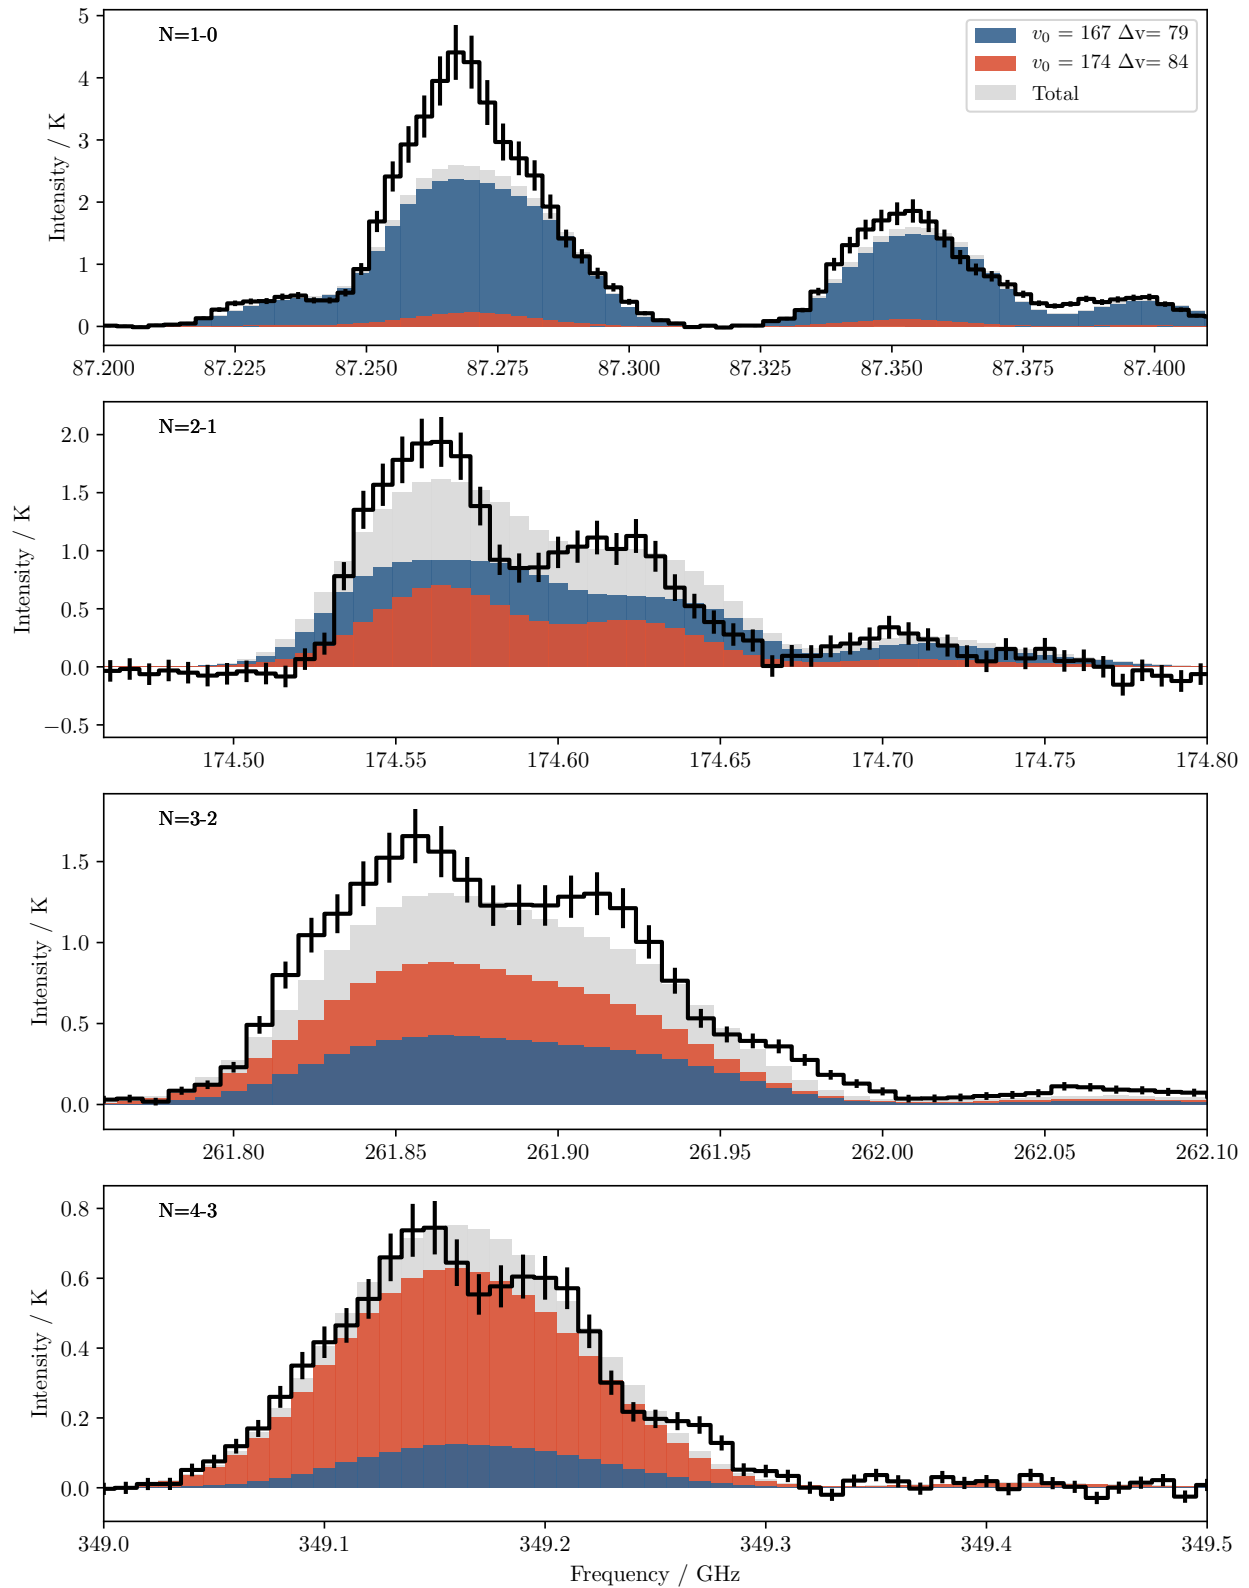 N=1-0
v₀ = 167 Δv= 79
v₀ = 174 Δv= 84
Total
5
4
3
2
1
0
Intensity / K
87.200 87.225 87.250 87.275 87.300 87.325 87.350 87.375 87.400
N=2-1
2.0
1.5
1.0
0.5
0.0
−0.5
Intensity / K
174.50 174.55 174.60 174.65 174.70 174.75 174.80
N=3-2
1.5
1.0
0.5
0.0
Intensity / K
261.80 261.85 261.90 261.95 262.00 262.05 262.10
N=4-3
0.8
0.6
0.4
0.2
0.0
Intensity / K
349.0 349.1 349.2 349.3 349.4 349.5
Frequency / GHz